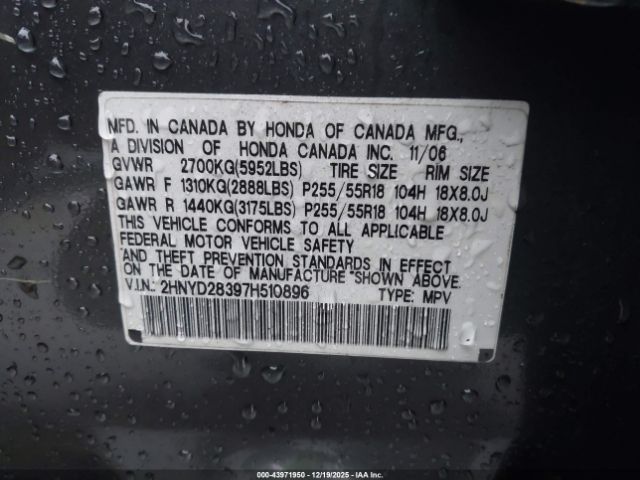 MFD. IN CANADA BY HONDA OF CANADA MFG.,
A DIVISION OF HONDA CANADA INC. 11/06
GVWR 2700KG(5952LBS) TIRE SIZE RIM SIZE
GAWR F 1310KG(2888LBS) P255/55R18 104H 18X8.0J
GAWR R 1440KG(3175LBS) P255/55R18 104H 18X8.0J
THIS VEHICLE CONFORMS TO ALL APPLICABLE
FEDERAL MOTOR VEHICLE SAFETY
AND THEFT PREVENTION STANDARDS IN EFFECT
ON THE DATE OF MANUFACTURE SHOWN ABOVE.
V.I.N.: 2HNYD28397H510896 TYPE: MPV
000-43971950 - 12/19/2025 - IAA Inc.